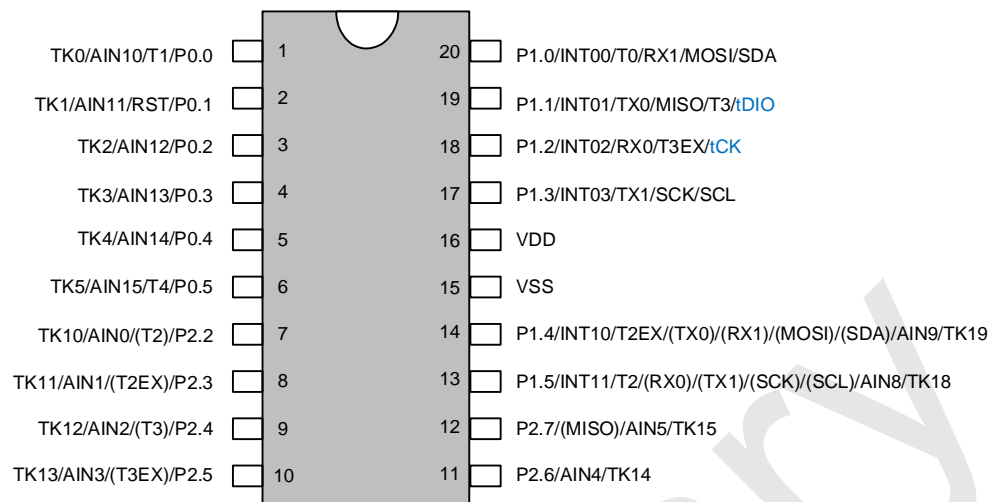 TK0/AIN10/T1/P0.0 1 20 P1.0/INT00/T0/RX1/MOSI/SDA
TK1/AIN11/RST/P0.1 2 19 P1.1/INT01/TX0/MISO/T3/tDIO
TK2/AIN12/P0.2 3 18 P1.2/INT02/RX0/T3EX/tCK
TK3/AIN13/P0.3 4 17 P1.3/INT03/TX1/SCK/SCL
TK4/AIN14/P0.4 5 16 VDD
TK5/AIN15/T4/P0.5 6 15 VSS
TK10/AIN0/(T2)/P2.2 7 14 P1.4/INT10/T2EX/(TX0)/(RX1)/(MOSI)/(SDA)/AIN9/TK19
TK11/AIN1/(T2EX)/P2.3 8 13 P1.5/INT11/T2/(RX0)/(TX1)/(SCK)/(SCL)/AIN8/TK18
TK12/AIN2/(T3)/P2.4 9 12 P2.7/(MISO)/AIN5/TK15
TK13/AIN3/(T3EX)/P2.5 10 11 P2.6/AIN4/TK14